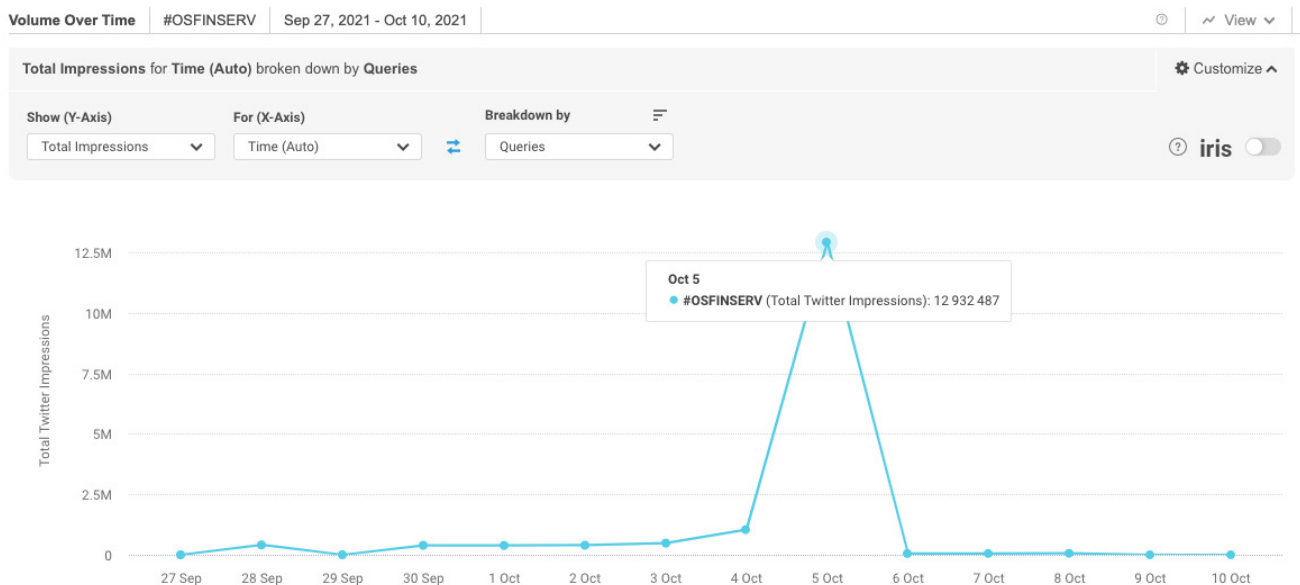 Volume Over Time #OSFINSERV Sep 27, 2021 - Oct 10, 2021 View
Total Impressions for Time (Auto) broken down by Queries Customize
Show (Y-Axis) For (X-Axis) Breakdown by
Total Impressions Time (Auto) Queries
iris
Total Twitter Impressions
12.5M
10M
7.5M
5M
2.5M
0
Oct 5
#OSFINSERV (Total Twitter Impressions): 12 932 487
27 Sep 28 Sep 29 Sep 30 Sep 1 Oct 2 Oct 3 Oct 4 Oct 5 Oct 6 Oct 7 Oct 8 Oct 9 Oct 10 Oct